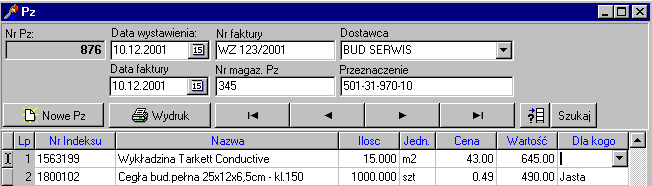 Pz
Nr Pz: Data wystawienia: Nr faktury Dostawca
876 10.12.2001 15 WZ 123/2001 BUD SERWIS
Data faktury Nr magaz. Pz Przeznaczenie
10.12.2001 15 345 501-31-970-10
Nowe Pz Wydruk Szukaj
Lp Nr Indeksu Nazwa Ilosc Jedn. Cena Wartość Dla kogo
1 1563199 Wykładzina Tarkett Conductive 15.000 m2 43.00 645.00
2 1800102 Cegła bud.pełna 25x12x6,5cm - kl.150 1000.000 szt 0.49 490.00 Jasta